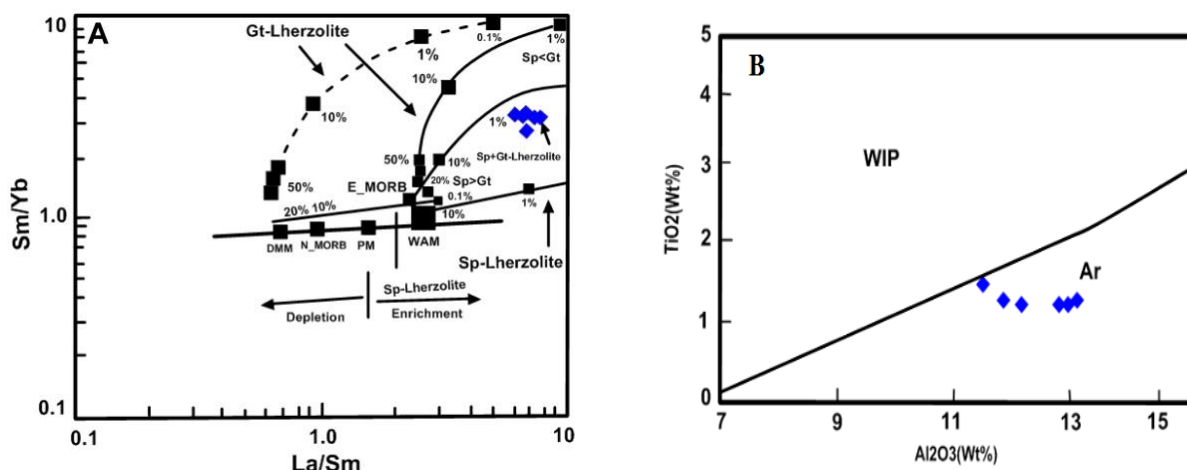 A
10
Gt-Lherzolite
0.1%
1%
1%
Sp<Gt
10%
10%
1%
50%
10%
Sp+Gt-Lherzolite
50%
20%
Sp>Gt
E_MORB
0.1%
20%
10%
1.0
10%
1%
DMM
N_MORB
PM
WAM
Sp-Lherzolite
Sp-Lherzolite
Depletion
Enrichment
Sm/Yb
0.1
0.1
1.0
10
La/Sm
B
5
4
3
2
1
0
WIP
Ar
TiO2(Wt%)
7
9
11
13
15
Al2O3(Wt%)